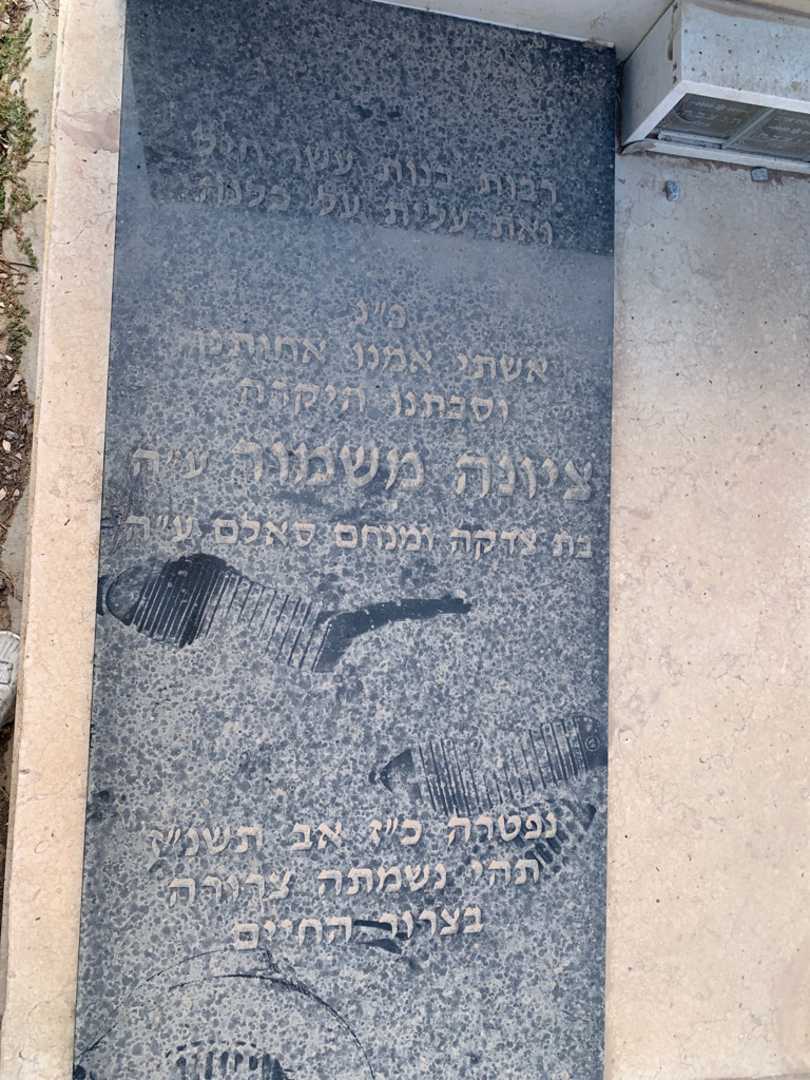 רבות בנות עשו חיל
ואת עלית על כלנה
כ"נ
אשתי אמנו אחותנו
וסבתנו היקרה
ציונה משמור ע"ה
בת צדקה ומנחם סאלם ע"ה
נפטרה כ"ז אב תשנ"ז
תהי נשמתה צרורה
בצרור החיים